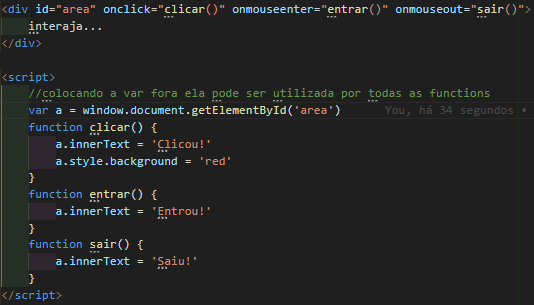 <div id="area" onclick="clicar()" onmouseenter="entrar()" onmouseout="sair()">
    interaja...
</div>

<script>
    //colocando a var fora ela pode ser utilizada por todas as functions
    var a = window.document.getElementById('area')      You, há 34 segundos •
    function clicar() {
        a.innerText = 'Clicou!'
        a.style.background = 'red'
    }
    function entrar() {
        a.innerText = 'Entrou!'
    }
    function sair() {
        a.innerText = 'Saiu!'
    }
</script>